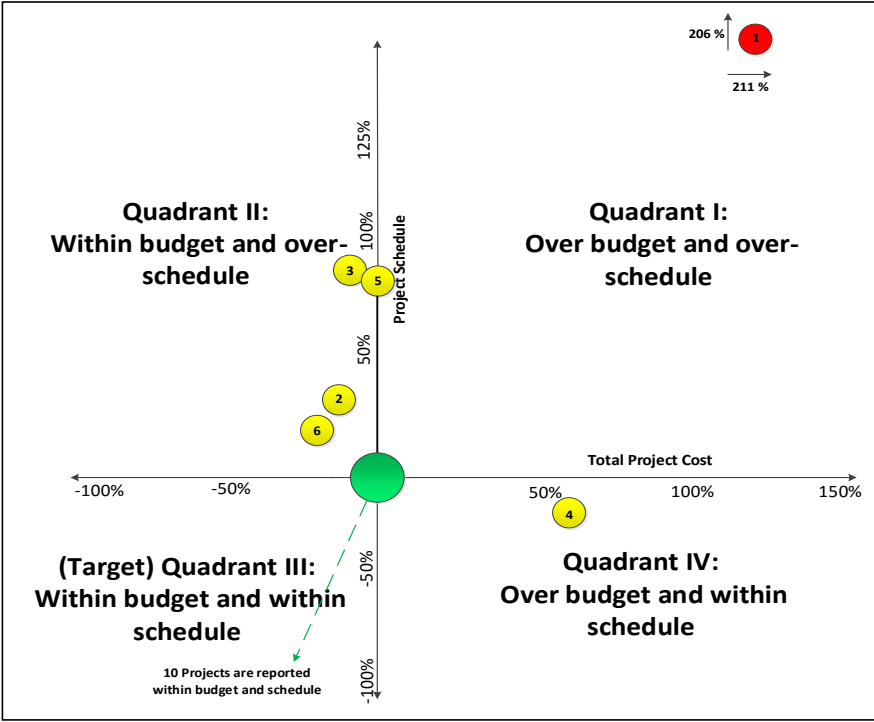 206 %
1
211 %
125%
Quadrant II:
Within budget and over-
schedule
Quadrant I:
Over budget and over-
schedule
100%
Project Schedule
3
5
50%
2
6
Total Project Cost
-100%
-50%
50%
100%
150%
4
(Target) Quadrant III:
Within budget and within
schedule
-50%
Quadrant IV:
Over budget and within
schedule
10 Projects are reported
within budget and schedule
-100%